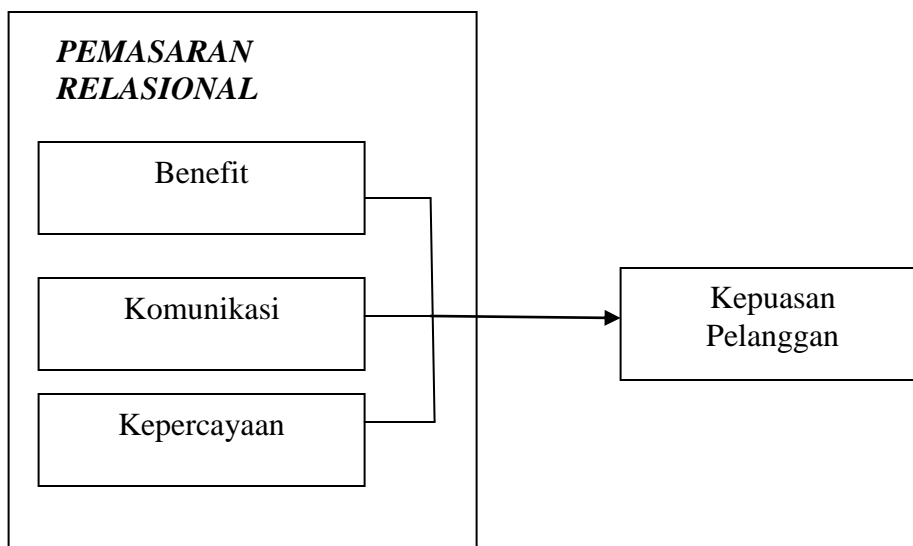 PEMASARAN
RELASIONAL
Benefit
Komunikasi
Kepercayaan
Kepuasan
Pelanggan